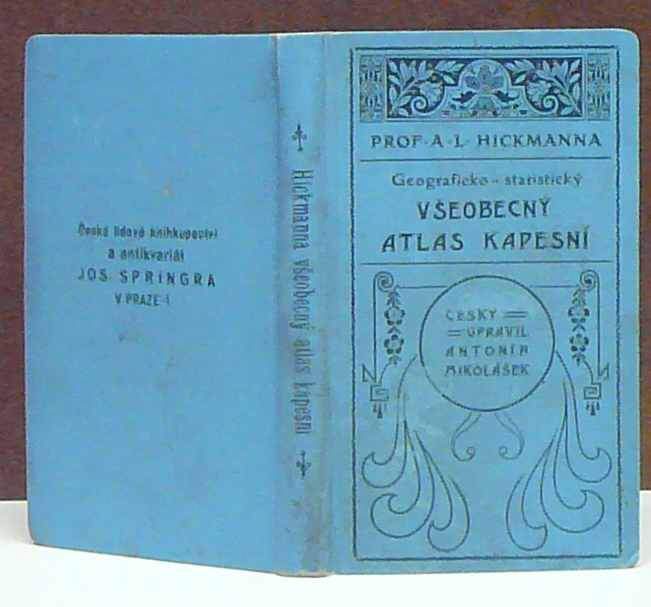 České lidové knihkupectví
a antikvariát
JOS. SPRINGRA
V PRAZE-I.
Hickmanna všeobecný atlas kapesní
PROF·A·L·HICKMANNA
Geograficko-statistický
VŠEOBECNÝ
ATLAS KAPESNÍ
ČESKY
UPRAVIL
ANTONÍN
MIKOLÁŠEK